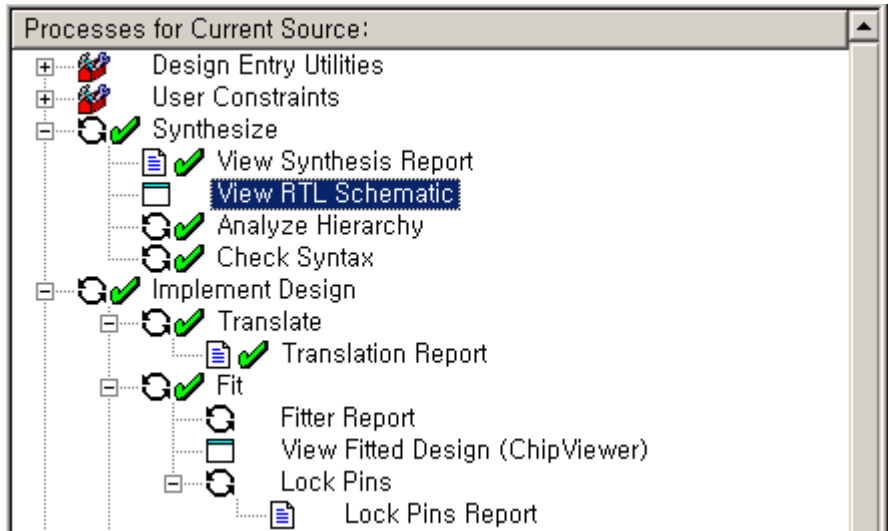 Processes for Current Source:
Design Entry Utilities
User Constraints
Synthesize
View Synthesis Report
View RTL Schematic
Analyze Hierarchy
Check Syntax
Implement Design
Translate
Translation Report
Fit
Fitter Report
View Fitted Design (ChipViewer)
Lock Pins
Lock Pins Report